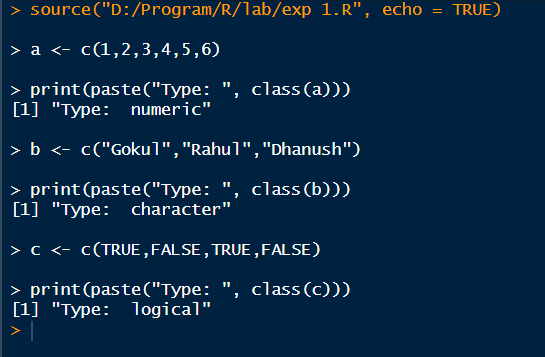 > source("D:/Program/R/lab/exp 1.R", echo = TRUE)
> a <- c(1,2,3,4,5,6)
> print(paste("Type: ", class(a)))
[1] "Type:  numeric"
> b <- c("Gokul","Rahul","Dhanush")
> print(paste("Type: ", class(b)))
[1] "Type:  character"
> c <- c(TRUE,FALSE,TRUE,FALSE)
> print(paste("Type: ", class(c)))
[1] "Type:  logical"
>